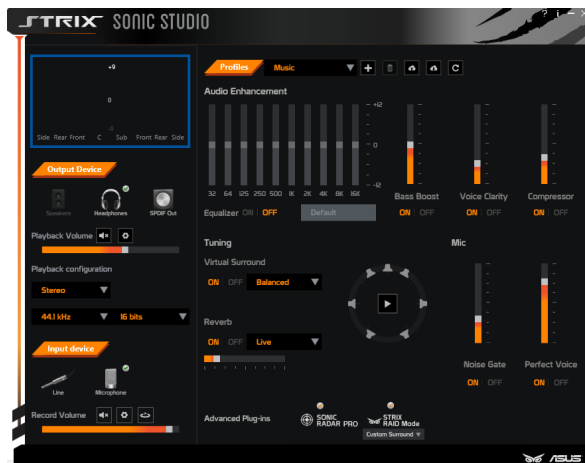 STRIX SONIC STUDIO
? i – ×
+9
0
-4
Side Rear Front C Sub Front Rear Side
Output Device
Speakers Headphones SPDIF Out
Playback Volume
Playback configuration
Stereo
44.1 kHz 16 bits
Input device
Line Microphone
Record Volume
Profiles Music
Audio Enhancement
+12
0
-12
32 64 125 250 500 1K 2K 4K 8K 16K
Equalizer ON OFF Default
Bass Boost Voice Clarity Compressor
ON OFF ON OFF ON OFF
Tuning
Virtual Surround
ON OFF Balanced
Reverb
ON OFF Live
Mic
Noise Gate Perfect Voice
ON OFF ON OFF
Advanced Plug-ins
SONIC RADAR PRO
STRIX RAID Mode
Custom Surround
ASUS